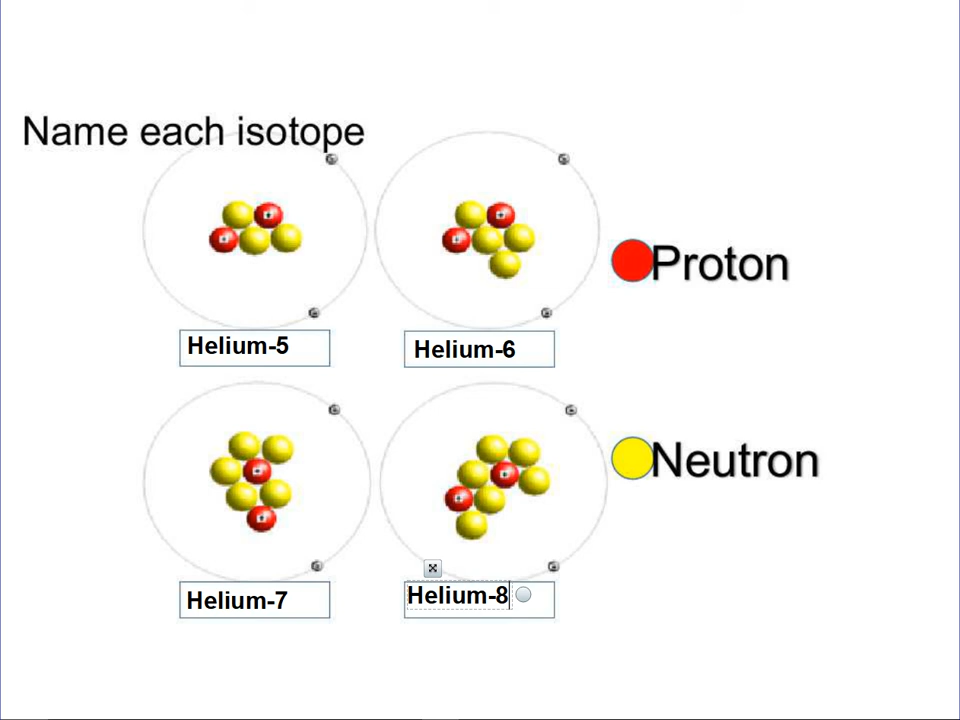 Name each isotope
Proton
Helium-5
Helium-6
Neutron
Helium-7
Helium-8